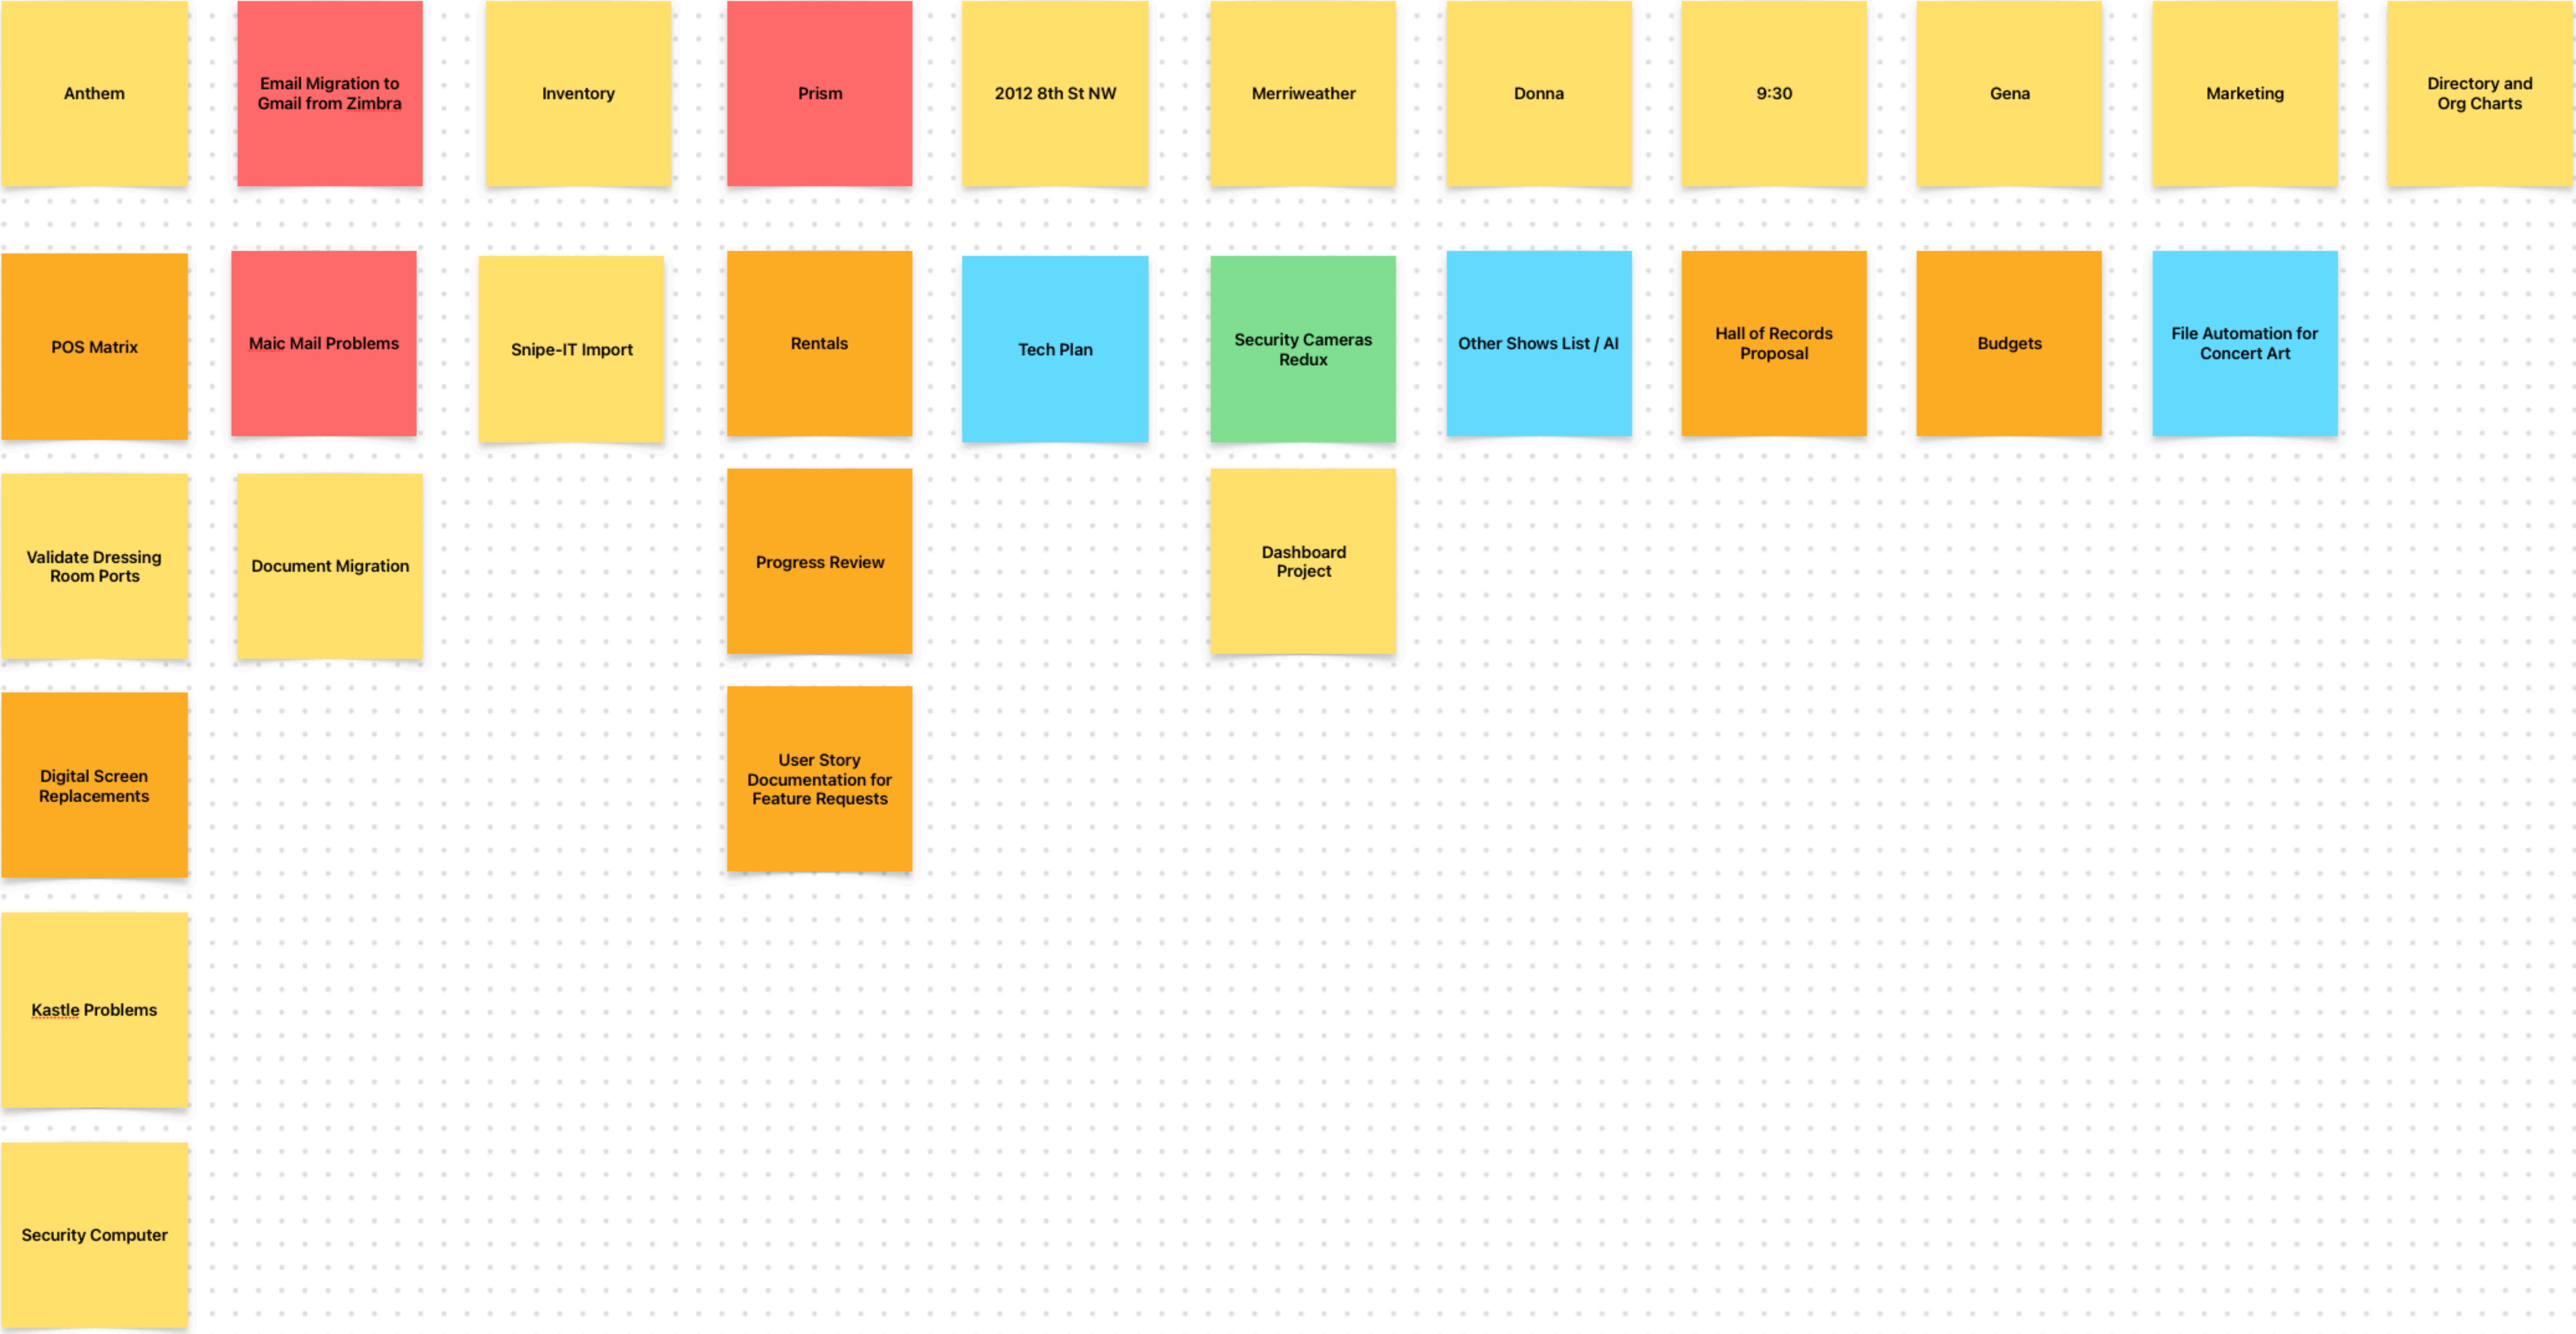 Anthem
Email Migration to
Gmail from Zimbra
Inventory
Prism
2012 8th St NW
Merriweather
Donna
9:30
Gena
Marketing
Directory and
Org Charts
POS Matrix
Maic Mail Problems
Snipe-IT Import
Rentals
Tech Plan
Security Cameras
Redux
Other Shows List / AI
Hall of Records
Proposal
Budgets
File Automation for
Concert Art
Validate Dressing
Room Ports
Document Migration
Progress Review
Dashboard
Project
Digital Screen
Replacements
User Story
Documentation for
Feature Requests
Kastle Problems
Security Computer